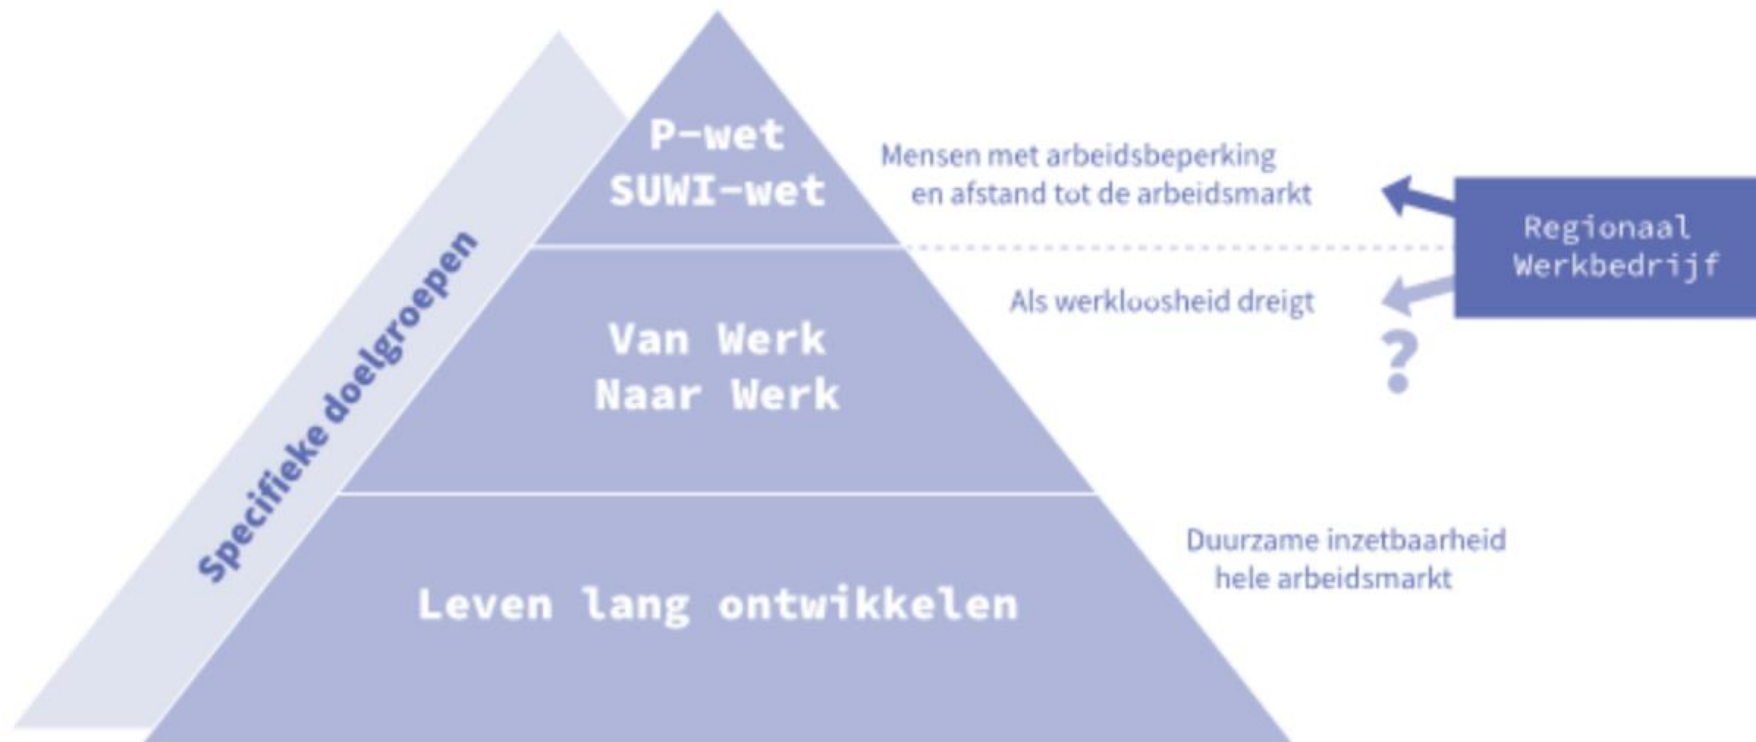 P-wet
SUWI-wet
Mensen met arbeidsbeperking
en afstand tot de arbeidsmarkt
Regionaal
Werkbedrijf
Specifieke doelgroepen
Van Werk
Naar Werk
Als werkloosheid dreigt
?
Leven lang ontwikkelen
Duurzame inzetbaarheid
hele arbeidsmarkt